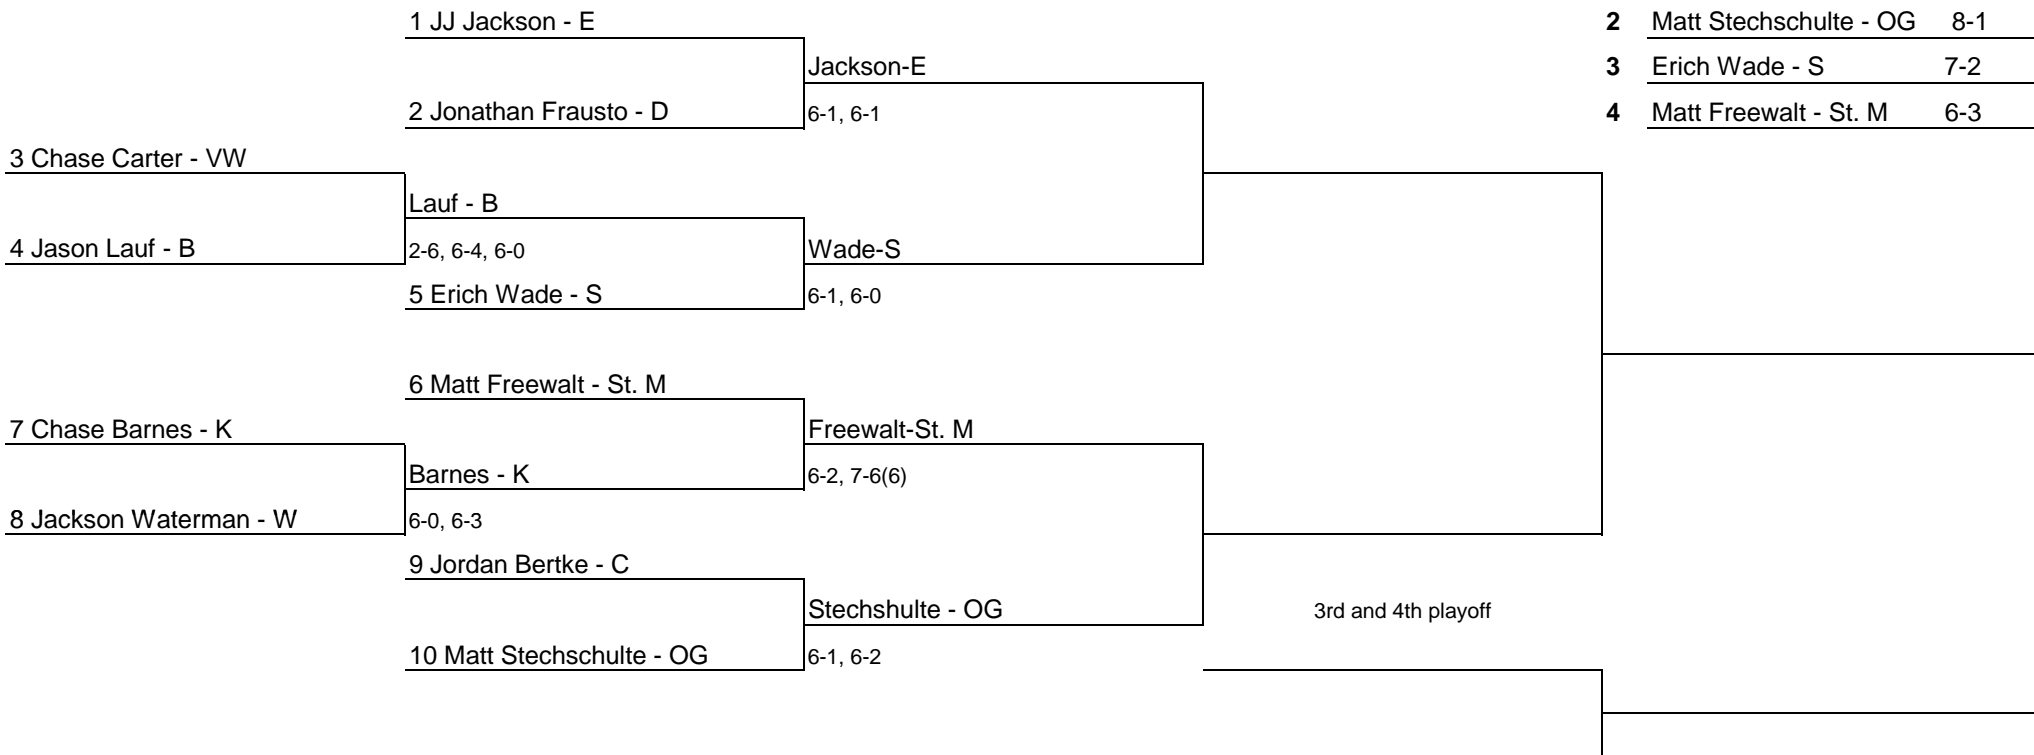 1 JJ Jackson - E
2 Matt Stechschulte - OG 8-1
Jackson-E
3 Erich Wade - S 7-2
2 Jonathan Frausto - D
6-1, 6-1
4 Matt Freewalt - St. M 6-3
3 Chase Carter - VW
Lauf - B
4 Jason Lauf - B
2-6, 6-4, 6-0
Wade-S
5 Erich Wade - S
6-1, 6-0
6 Matt Freewalt - St. M
7 Chase Barnes - K
Freewalt-St. M
Barnes - K
6-2, 7-6(6)
8 Jackson Waterman - W
6-0, 6-3
9 Jordan Bertke - C
Stechshulte - OG
3rd and 4th playoff
10 Matt Stechschulte - OG
6-1, 6-2